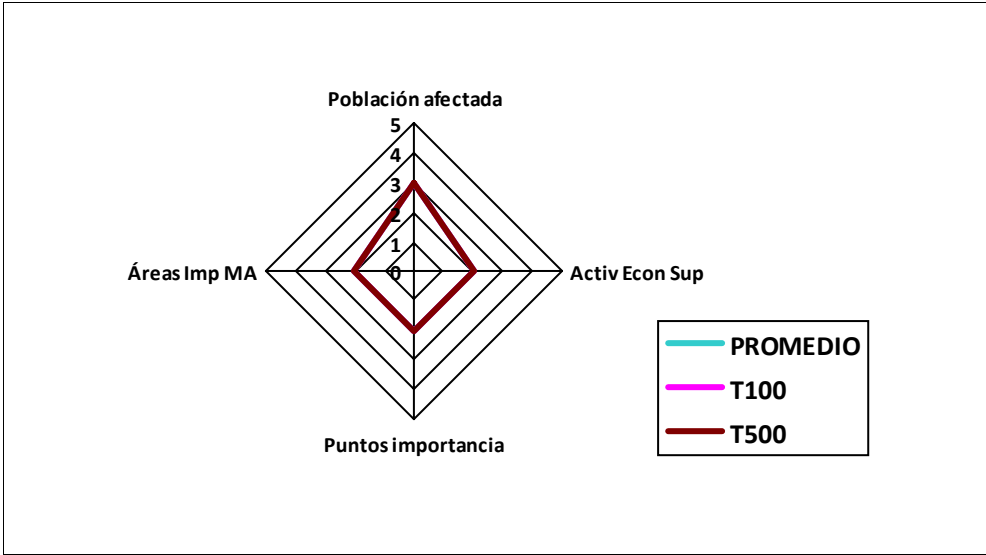 Población afectada
5
4
3
2
1
0
Áreas Imp MA
Activ Econ Sup
Puntos importancia
PROMEDIO
T100
T500